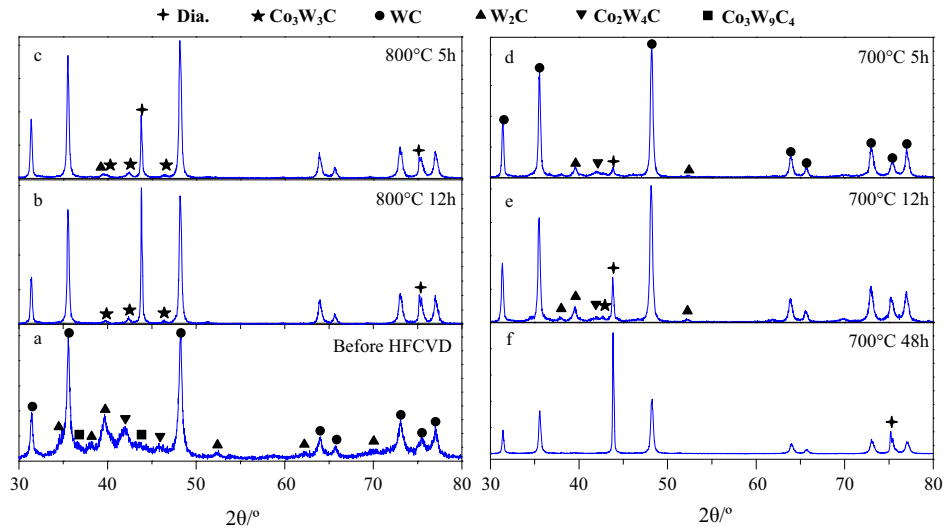 Dia. Co₃W₃C WC W₂C Co₂W₄C Co₃W₉C₄
c 800°C 5h
b 800°C 12h
a Before HFCVD
30 40 50 60 70 80
2θ/º
d 700°C 5h
e 700°C 12h
f 700°C 48h
30 40 50 60 70 80
2θ/º